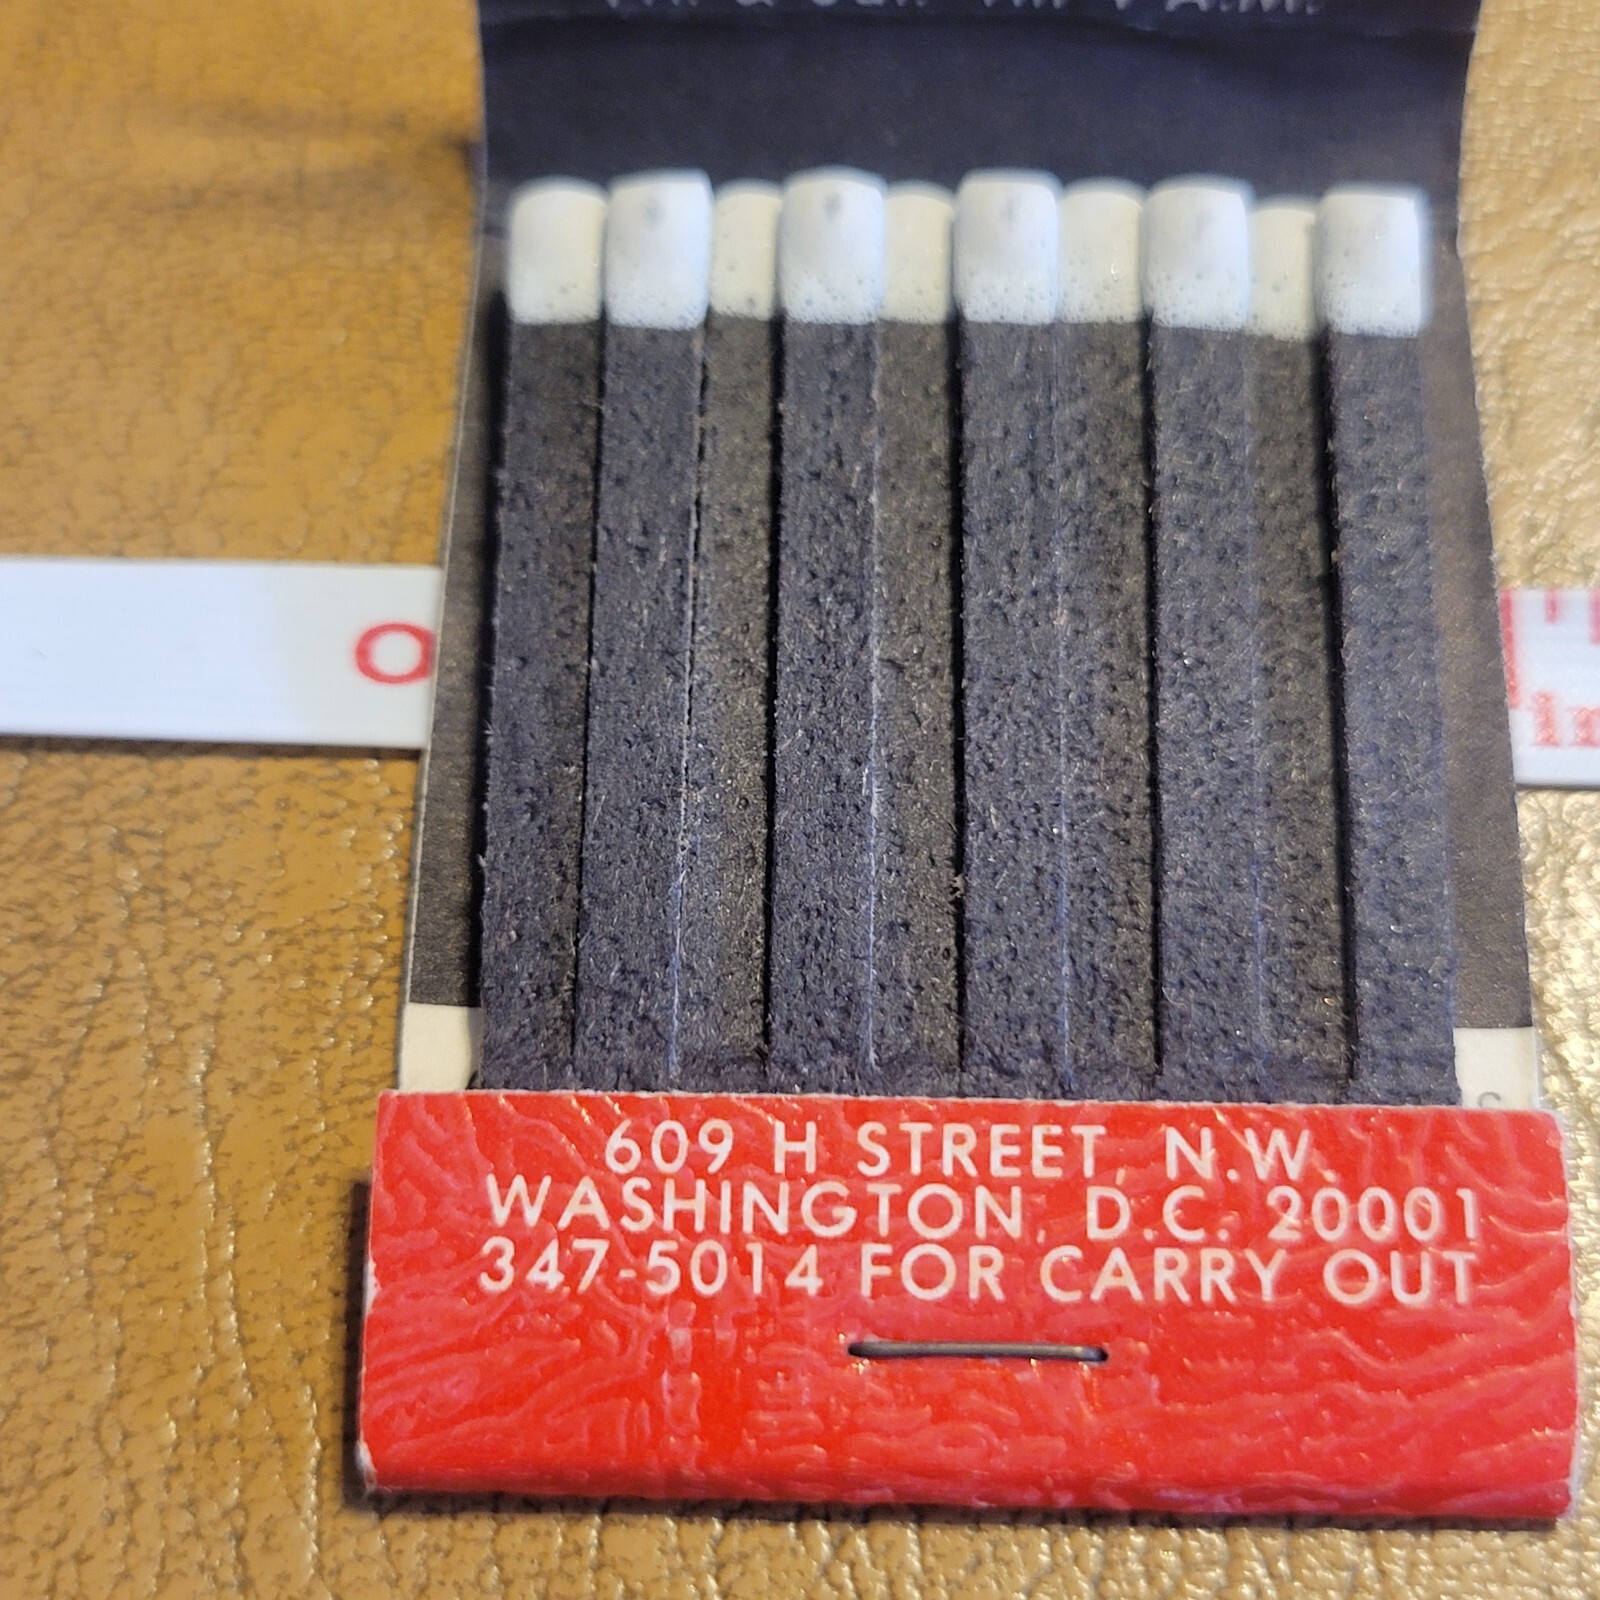 609 H STREET, N.W.
WASHINGTON, D.C. 20001
347-5014 FOR CARRY OUT